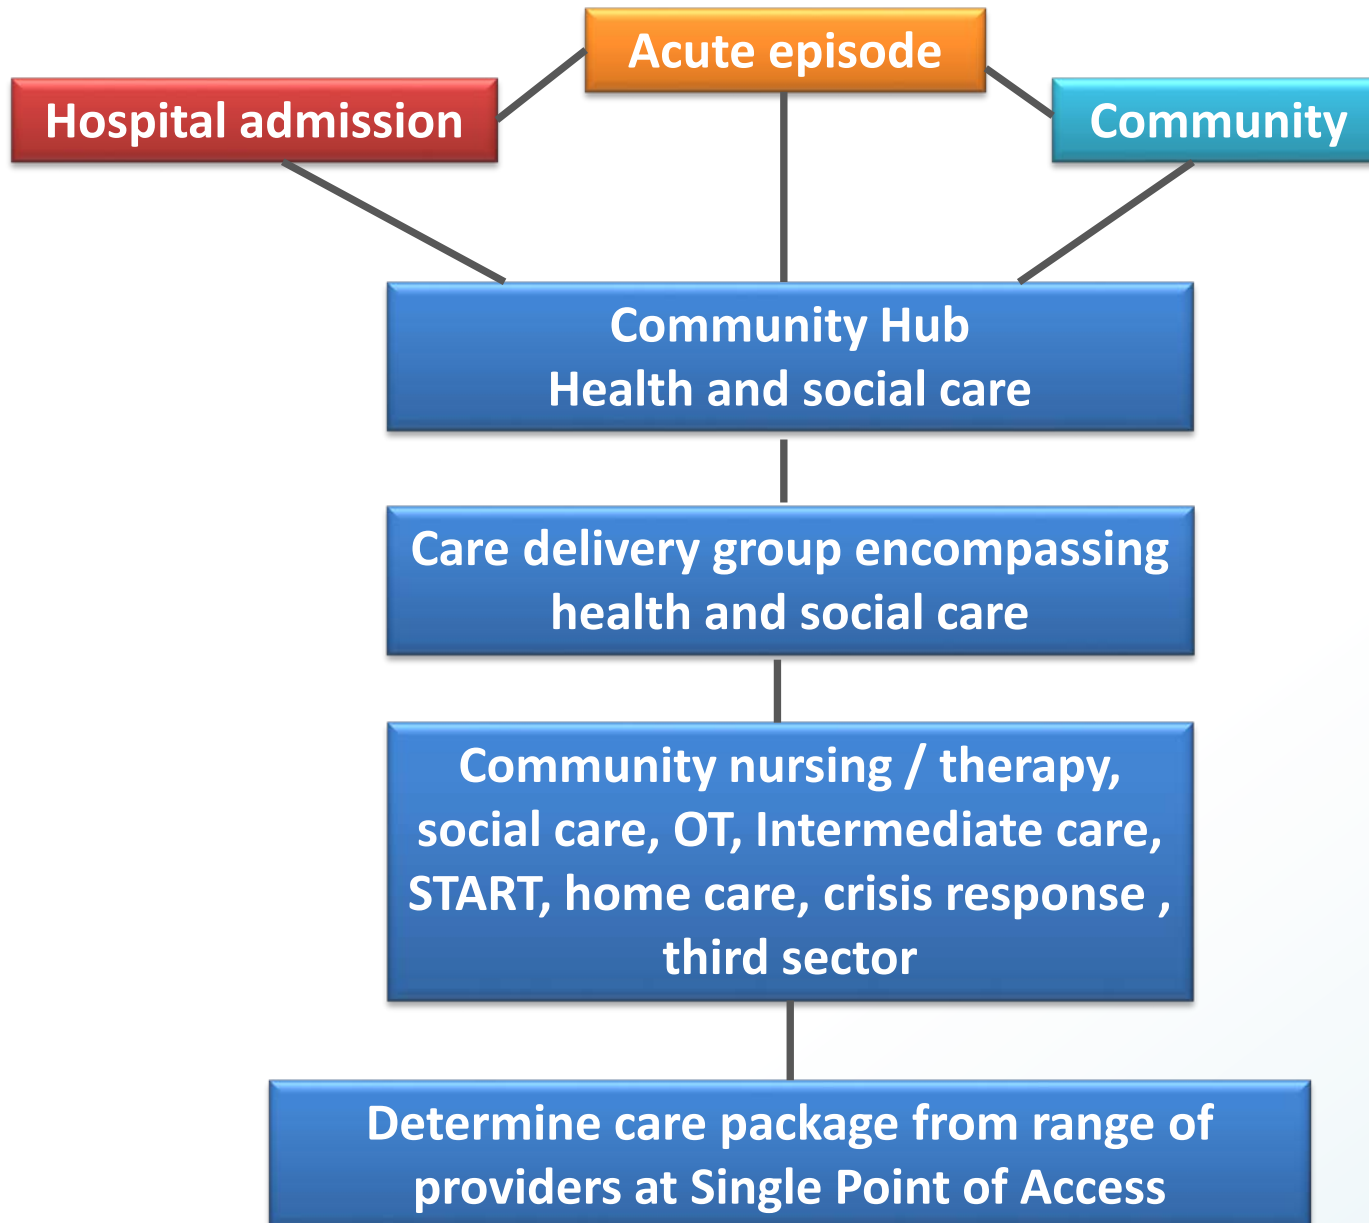 Acute episode
Hospital admission
Community
Community Hub
Health and social care
Care delivery group encompassing
health and social care
Community nursing / therapy,
social care, OT, Intermediate care,
START, home care, crisis response ,
third sector
Determine care package from range of
providers at Single Point of Access